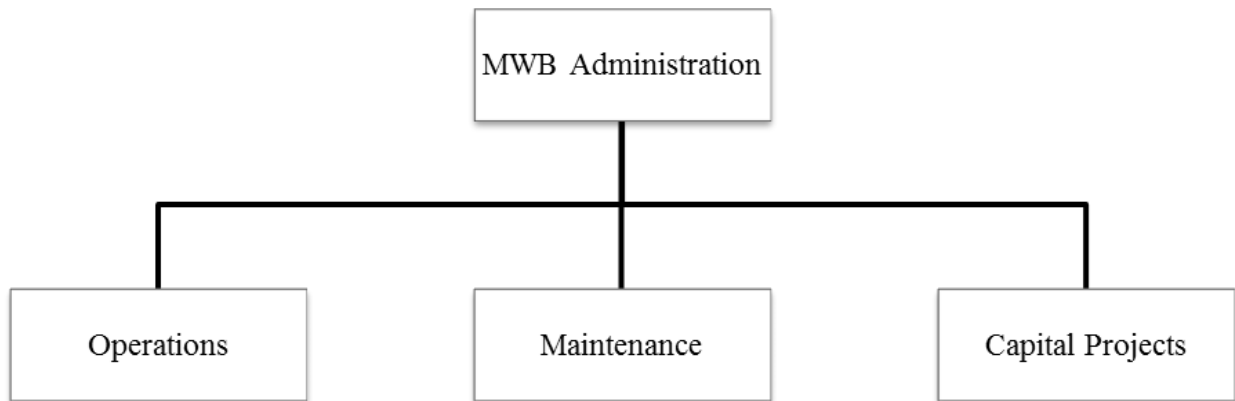 MWB Administration
Operations
Maintenance
Capital Projects